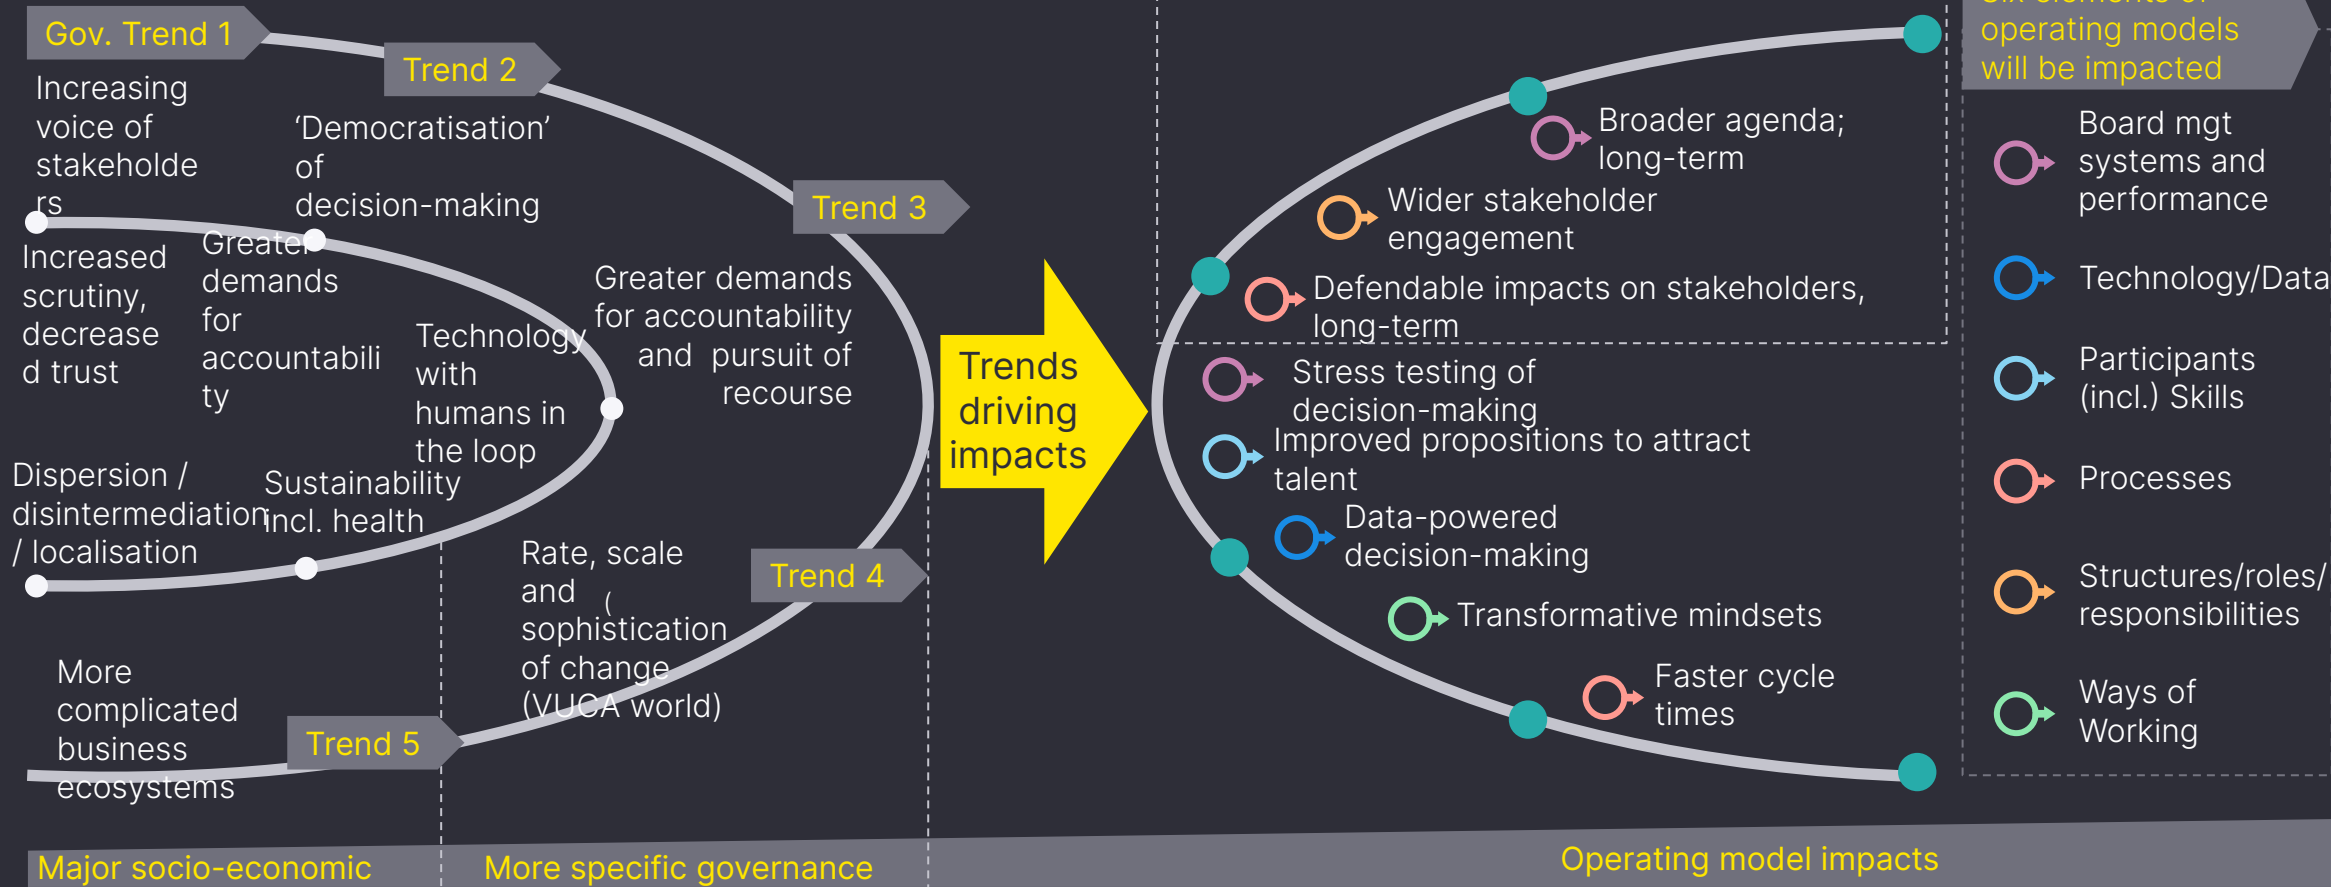 Gov. Trend 1
Increasing
voice of
stakeholde
rs
Trend 2
‘Democratisation’
of
decision-making
Trend 3
Greater demands
for accountability
and pursuit of
recourse
Increased
scrutiny,
decrease
d trust
Greater
demands
for
accountabili
ty
Technology
with
humans in
the loop
Dispersion /
disintermediation
/ localisation
Sustainability
incl. health
Rate, scale
and (
sophistication
of change
(VUCA world)
Trend 4
More
complicated
business
ecosystems
Trend 5
Trends
driving
impacts
Broader agenda;
long-term
Wider stakeholder
engagement
Defendable impacts on stakeholders,
long-term
Stress testing of
decision-making
Improved propositions to attract
talent
Data-powered
decision-making
Transformative mindsets
Faster cycle
times
Six elements of
operating models
will be impacted
Board mgt
systems and
performance
Technology/Data
Participants
(incl.) Skills
Processes
Structures/roles/
responsibilities
Ways of
Working
Major socio-economic
More specific governance
Operating model impacts